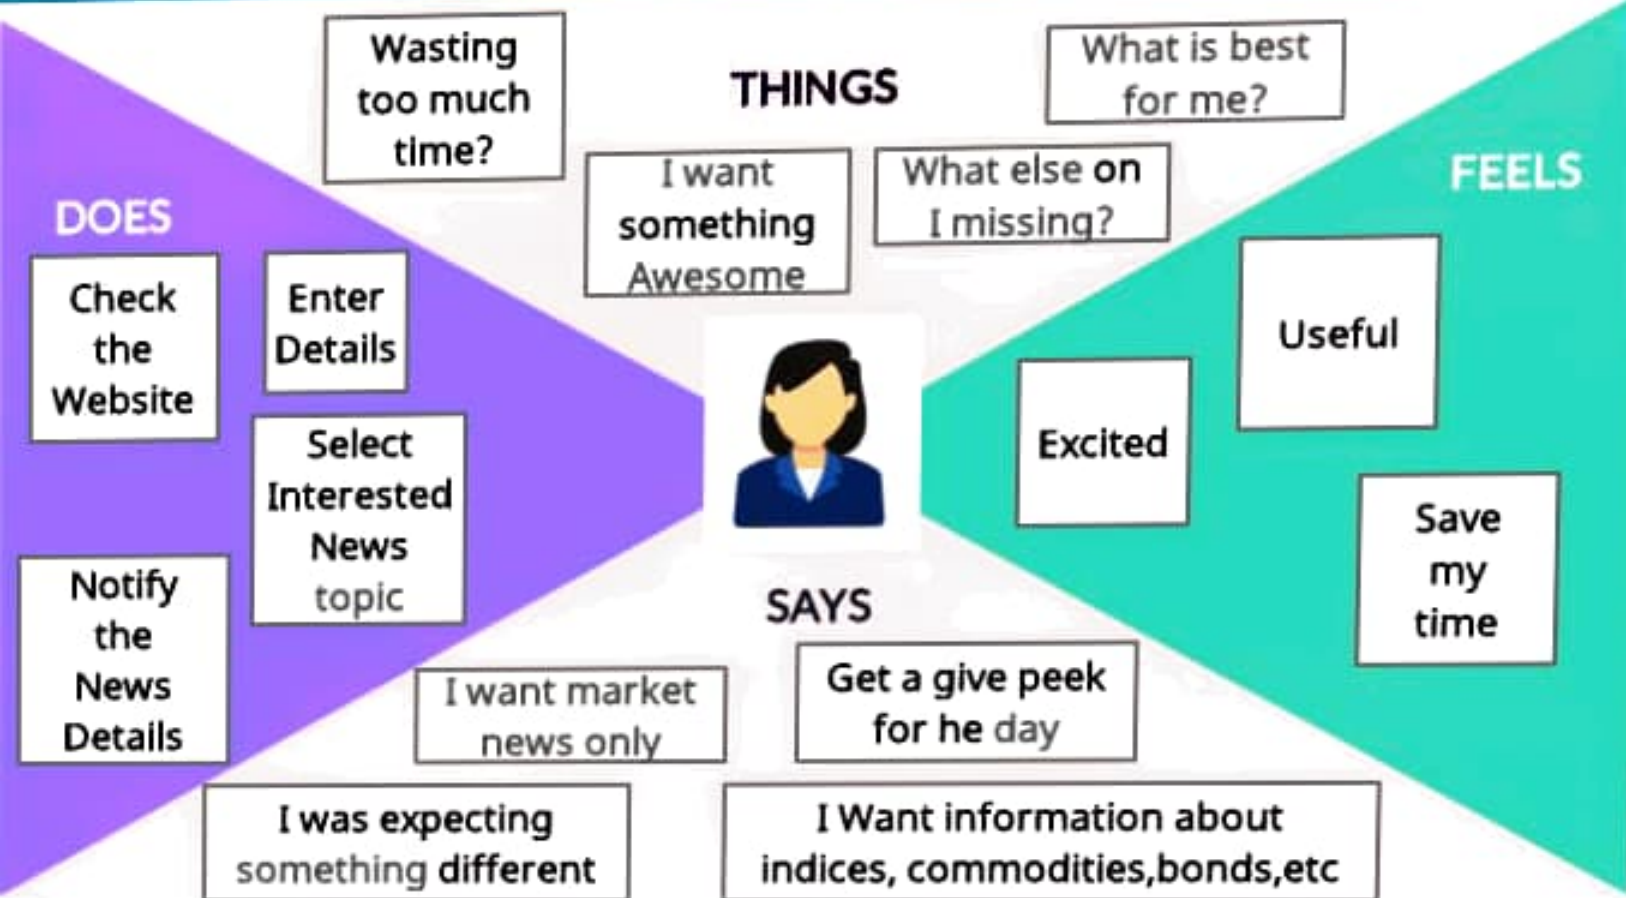 Wasting
too much
time?
THINGS
What is best
for me?
I want
something
Awesome
What else on
I missing?
DOES
Check
the
Website
Enter
Details
Select
Interested
News
topic
Notify
the
News
Details
FEELS
Useful
Excited
Save
my
time
SAYS
I want market
news only
Get a give peek
for he day
I was expecting
something different
I Want information about
indices, commodities,bonds,etc